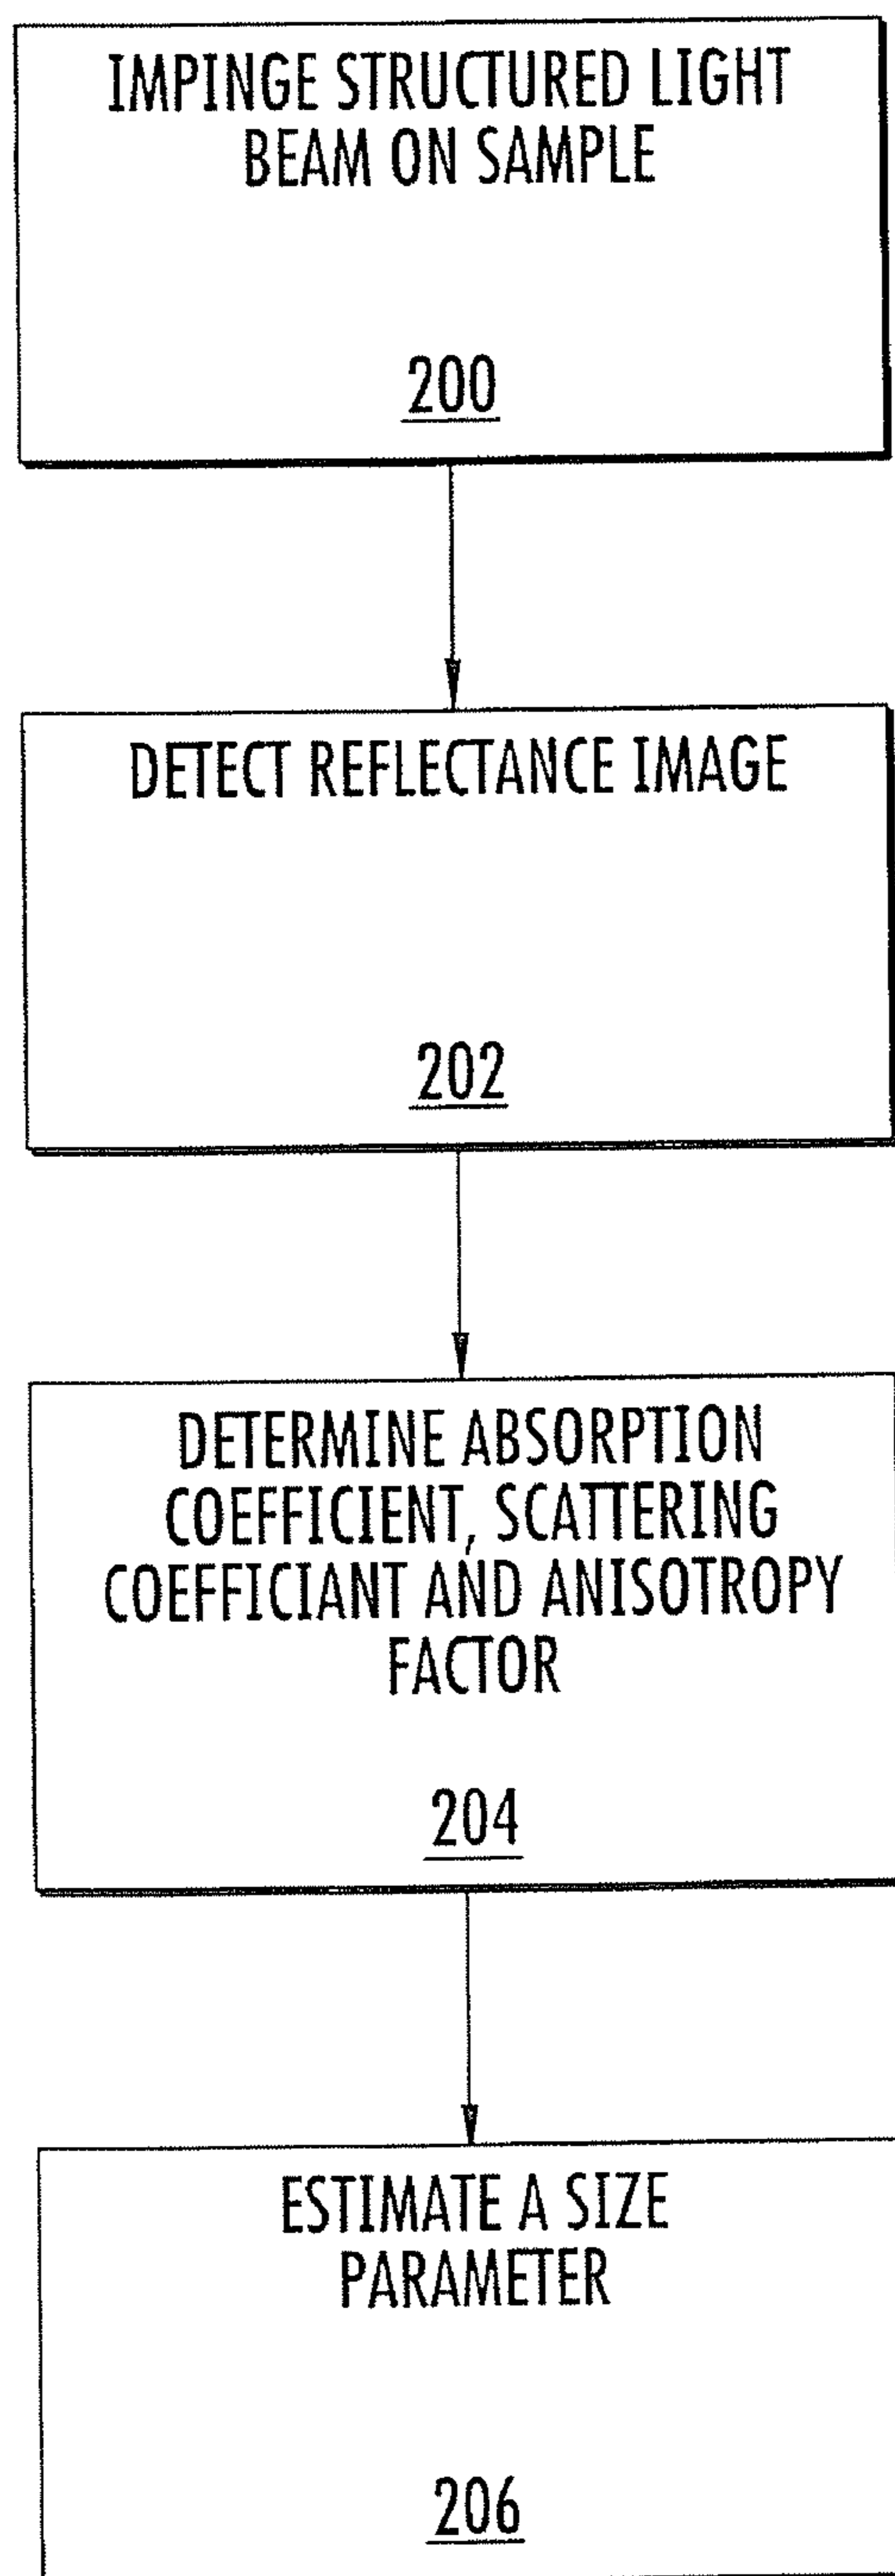 IMPINGE STRUCTURED LIGHT
BEAM ON SAMPLE
200
DETECT REFLECTANCE IMAGE
202
DETERMINE ABSORPTION
COEFFICIENT, SCATTERING
COEFFICIANT AND ANISOTROPY
FACTOR
204
ESTIMATE A SIZE
PARAMETER
206